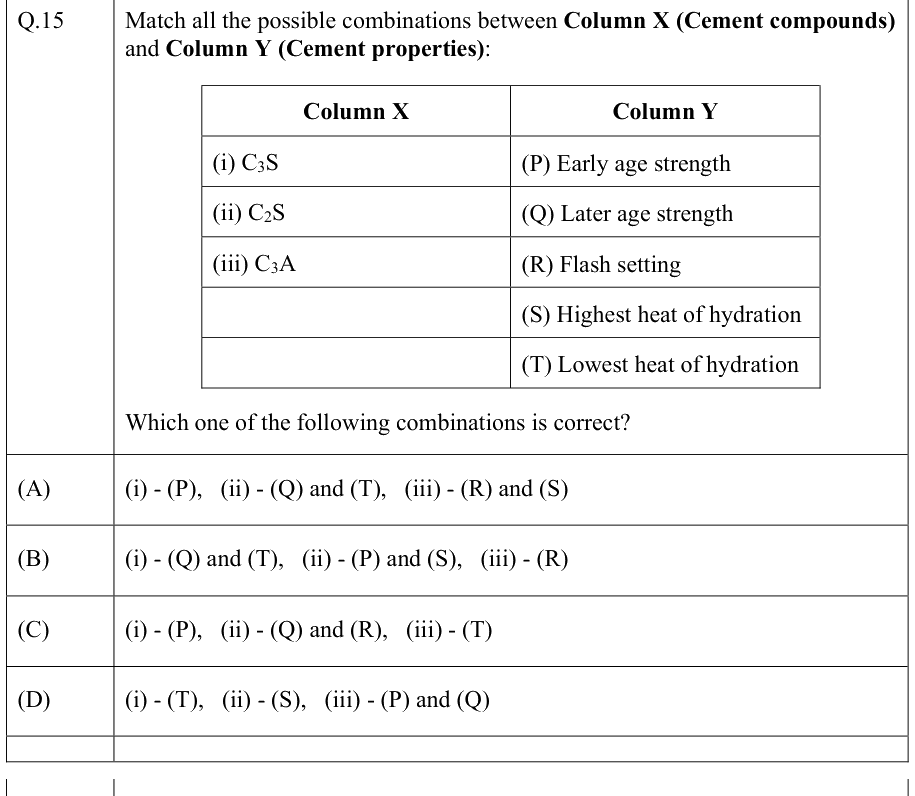 Q.15
Match all the possible combinations between Column X (Cement compounds)
and Column Y (Cement properties):
Column X Column Y
(i) C₃S (P) Early age strength
(ii) C₂S (Q) Later age strength
(iii) C₃A (R) Flash setting
(S) Highest heat of hydration
(T) Lowest heat of hydration
Which one of the following combinations is correct?
(A) (i) - (P), (ii) - (Q) and (T), (iii) - (R) and (S)
(B) (i) - (Q) and (T), (ii) - (P) and (S), (iii) - (R)
(C) (i) - (P), (ii) - (Q) and (R), (iii) - (T)
(D) (i) - (T), (ii) - (S), (iii) - (P) and (Q)